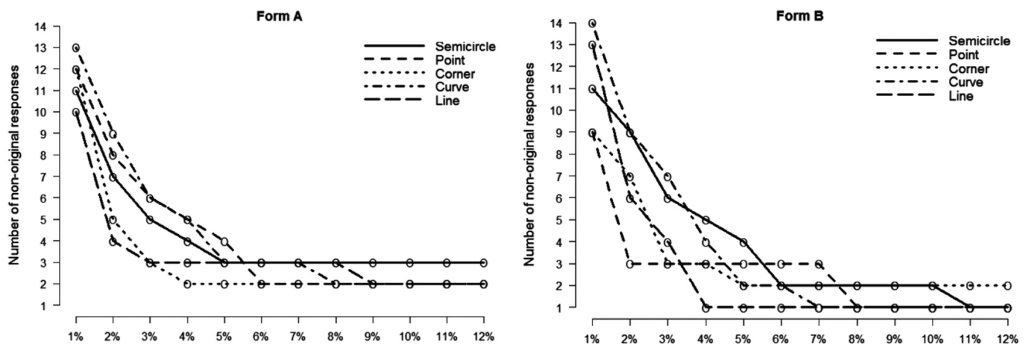 Form A
14
13
12
11
10
9
8
7
6
5
4
3
2
1
Number of non-original responses
Semicircle
Point
Corner
Curve
Line
1% 2% 3% 4% 5% 6% 7% 8% 9% 10% 11% 12%
Form B
14
13
12
11
10
9
8
7
6
5
4
3
2
1
Number of non-original responses
Semicircle
Point
Corner
Curve
Line
1% 2% 3% 4% 5% 6% 7% 8% 9% 10% 11% 12%